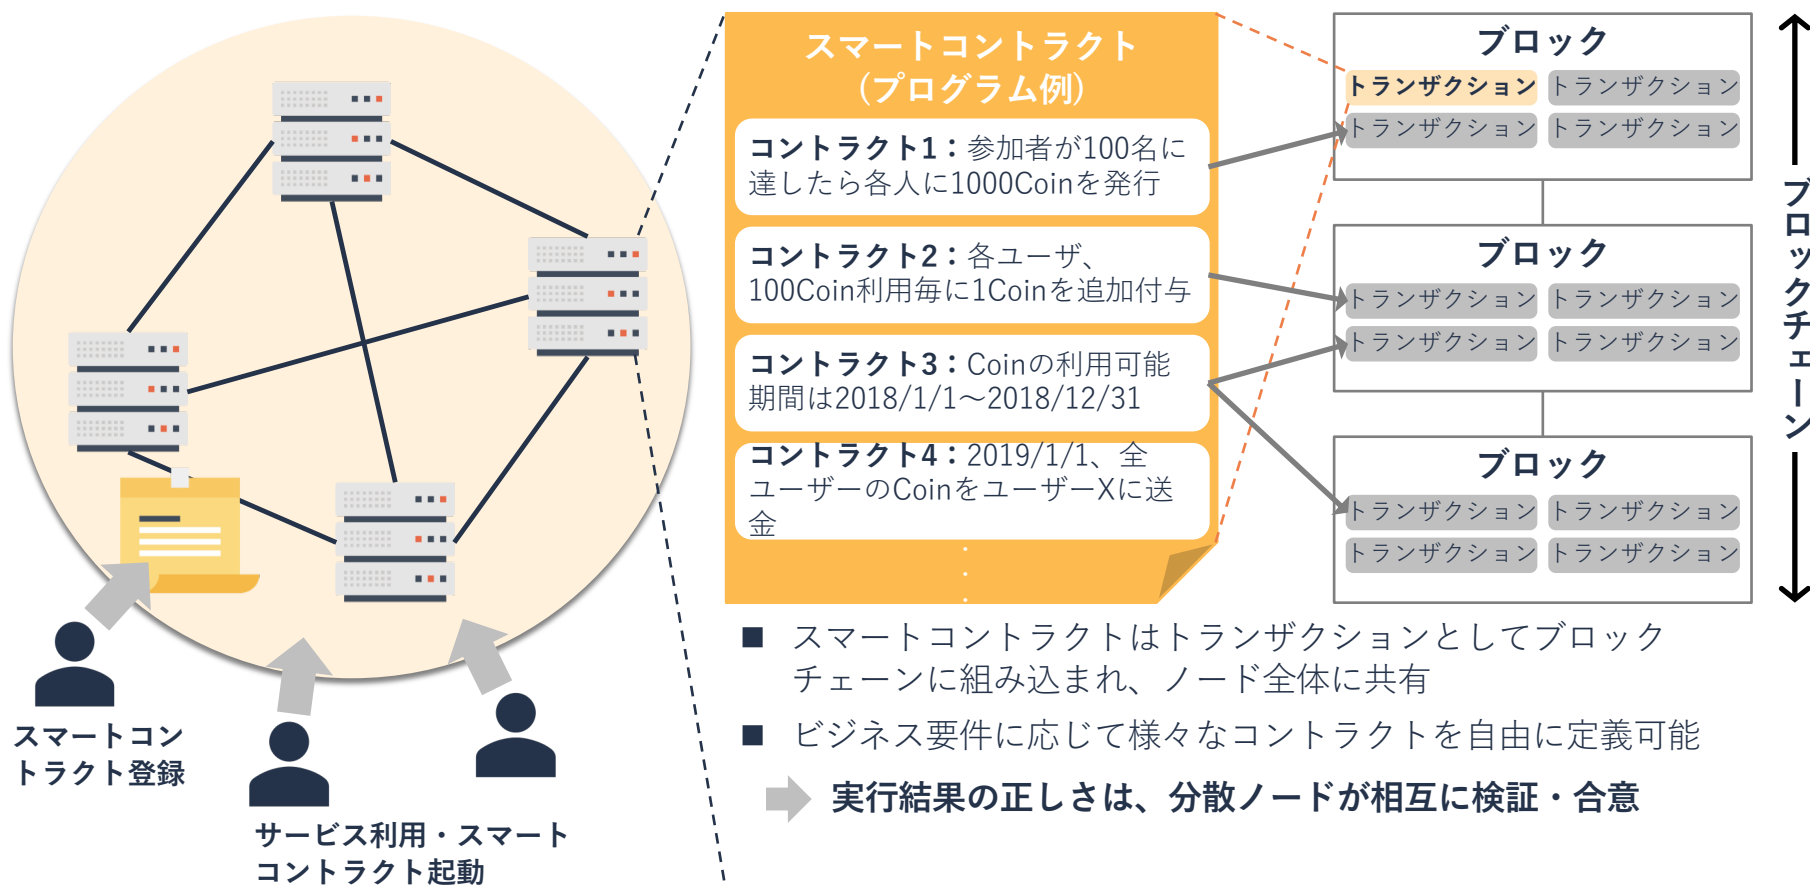 スマートコントラクト
(プログラム例)
コントラクト1：参加者が100名に
達したら各人に1000Coinを発行
コントラクト2：各ユーザ、
100Coin利用毎に1Coinを追加付与
コントラクト3：Coinの利用可能
期間は2018/1/1～2018/12/31
コントラクト4：2019/1/1、全
ユーザーのCoinをユーザーXに送
金
ブロック
トランザクション トランザクション
トランザクション トランザクション
ブロック
トランザクション トランザクション
トランザクション トランザクション
ブロック
トランザクション トランザクション
トランザクション トランザクション
ブロックチェーン
スマートコン
トラクト登録
サービス利用・スマート
コントラクト起動
■ スマートコントラクトはトランザクションとしてブロック
チェーンに組み込まれ、ノード全体に共有
■ ビジネス要件に応じて様々なコントラクトを自由に定義可能
実行結果の正しさは、分散ノードが相互に検証・合意